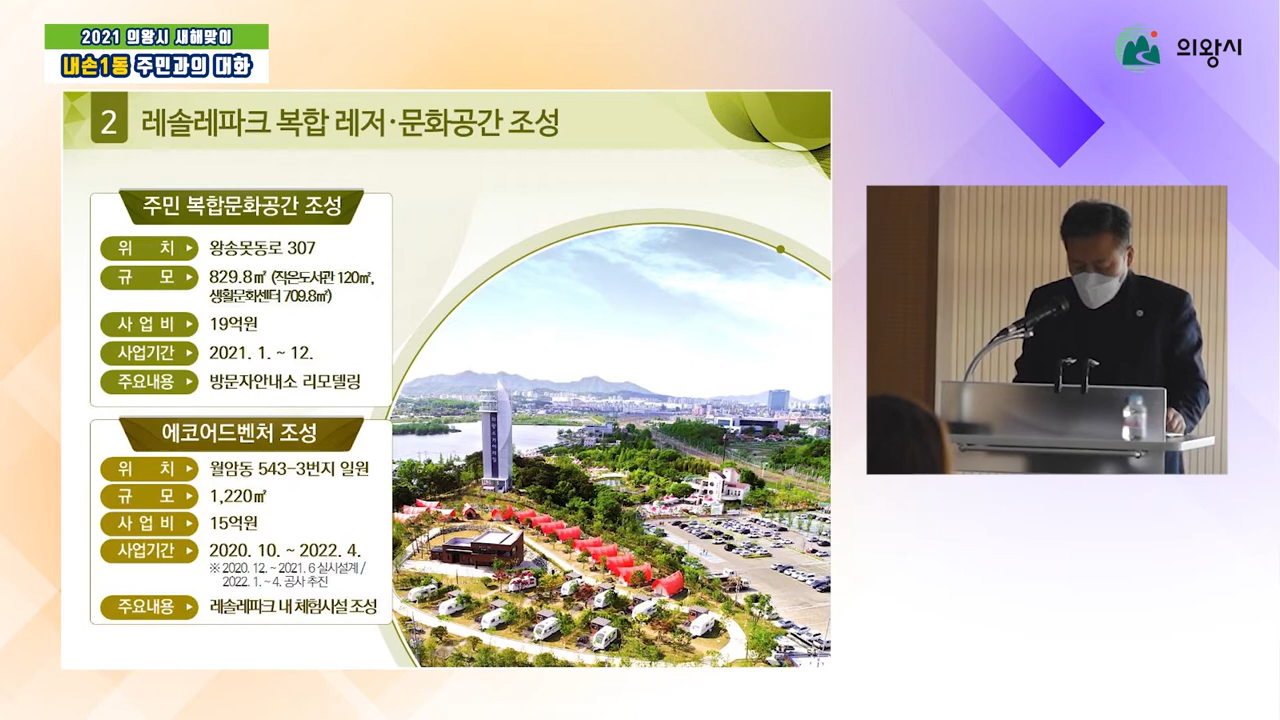 2021 의왕시 새해맞이
내손1동 주민과의 대화
의왕시
2 레솔레파크 복합 레저·문화공간 조성
주민 복합문화공간 조성
위 치 왕송못동로 307
규 모 829.8㎡ (작은도서관 120㎡,
생활문화센터 709.8㎡)
사 업 비 19억원
사업기간 2021. 1. ~ 12.
주요내용 방문자안내소 리모델링
에코어드벤처 조성
위 치 월암동 543-3번지 일원
규 모 1,220㎡
사 업 비 15억원
사업기간 2020. 10. ~ 2022. 4.
※ 2020. 12. ~ 2021. 6 실시설계 /
2022. 1. ~ 4. 공사 추진
주요내용 레솔레파크 내 체험시설 조성